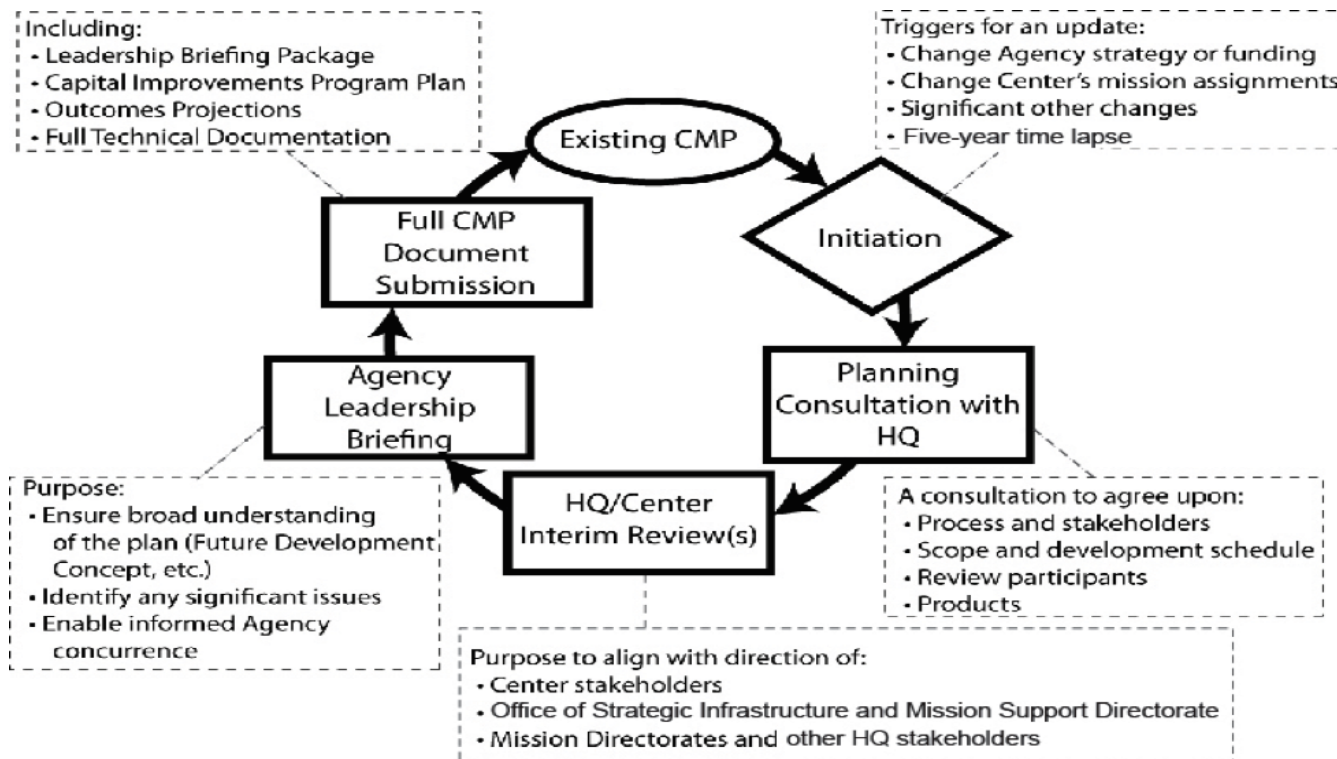 Including:
• Leadership Briefing Package
• Capital Improvements Program Plan
• Outcomes Projections
• Full Technical Documentation
Triggers for an update:
• Change Agency strategy or funding
• Change Center's mission assignments
• Significant other changes
• Five-year time lapse
Existing CMP
Full CMP
Document
Submission
Initiation
Agency
Leadership
Briefing
Planning
Consultation with
HQ
HQ/Center
Interim Review(s)
Purpose:
• Ensure broad understanding
of the plan (Future Development
Concept, etc.)
• Identify any significant issues
• Enable informed Agency
concurrence
A consultation to agree upon:
• Process and stakeholders
• Scope and development schedule
• Review participants
• Products
Purpose to align with direction of:
• Center stakeholders
• Office of Strategic Infrastructure and Mission Support Directorate
• Mission Directorates and other HQ stakeholders